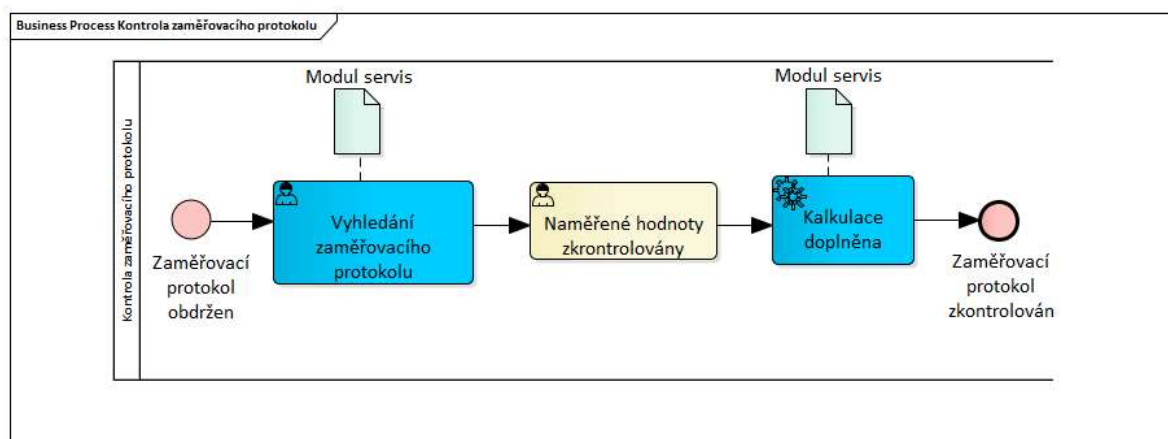 Business Process Kontrola zaměřovacího protokolu
Kontrola zaměřovacího protokolu
Modul servis
Modul servis
Zaměřovací
protokol
obdržen
Vyhledání
zaměřovacího
protokolu
Naměřené hodnoty
zkrontrolovány
Kalkulace
doplněna
Zaměřovací
protokol
zkontrolován